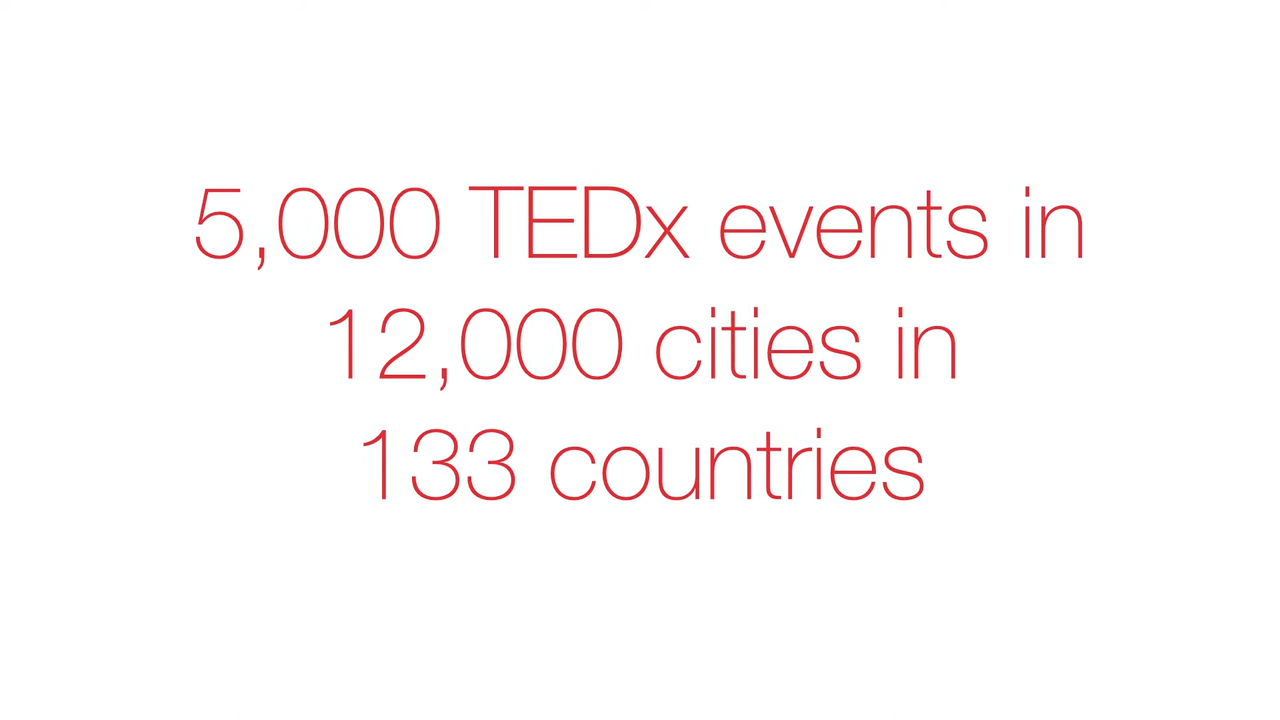 5,000 TEDx events in
12,000 cities in
133 countries